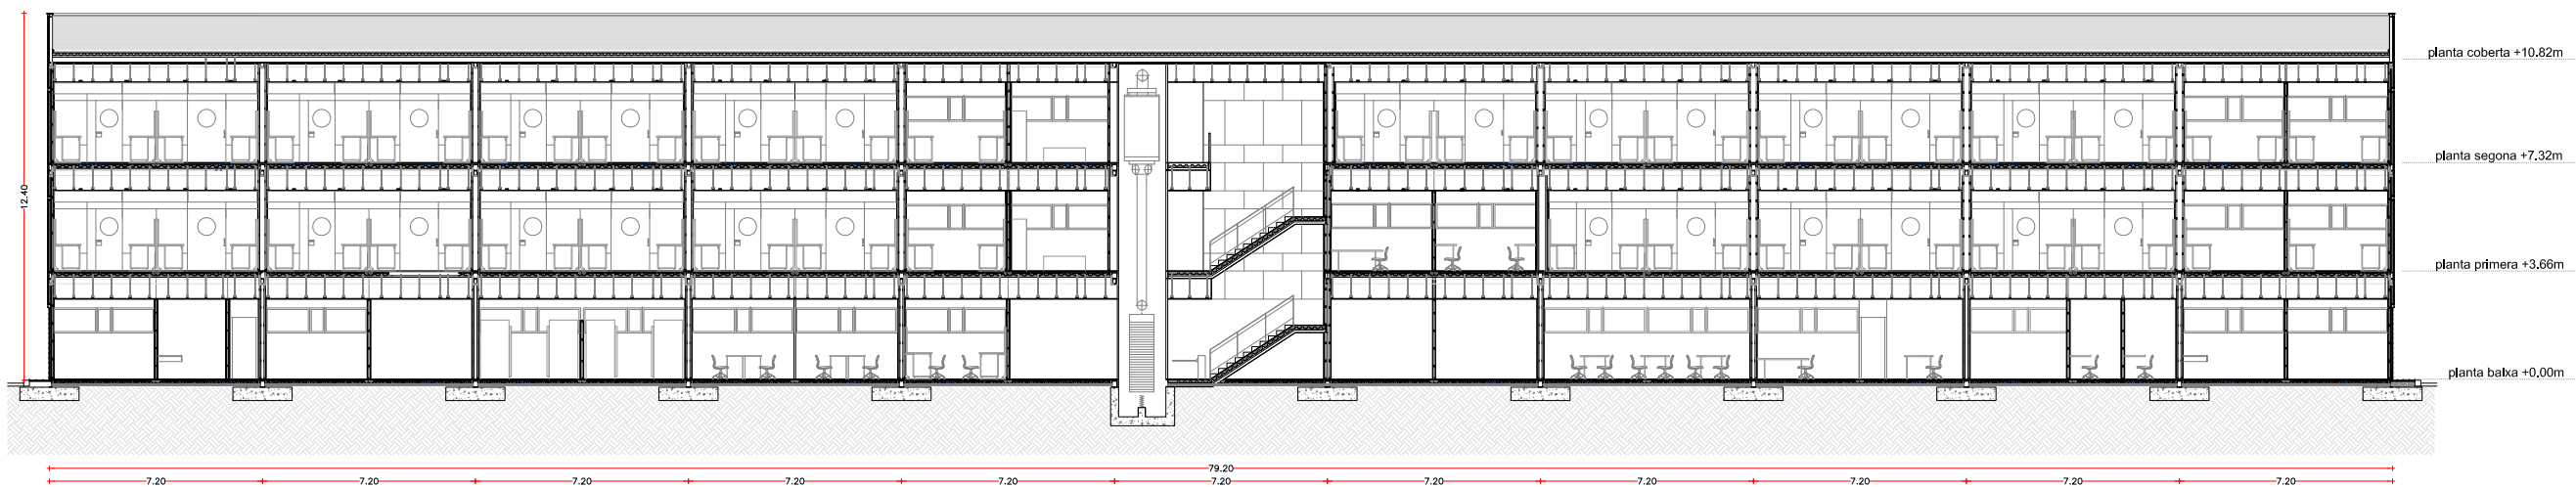 planta coberta +10.82m
planta segona +7.32m
12.40
planta primera +3.66m
planta baixa +0.00m
79.20
7.20 7.20 7.20 7.20 7.20 7.20 7.20 7.20 7.20 7.20 7.20